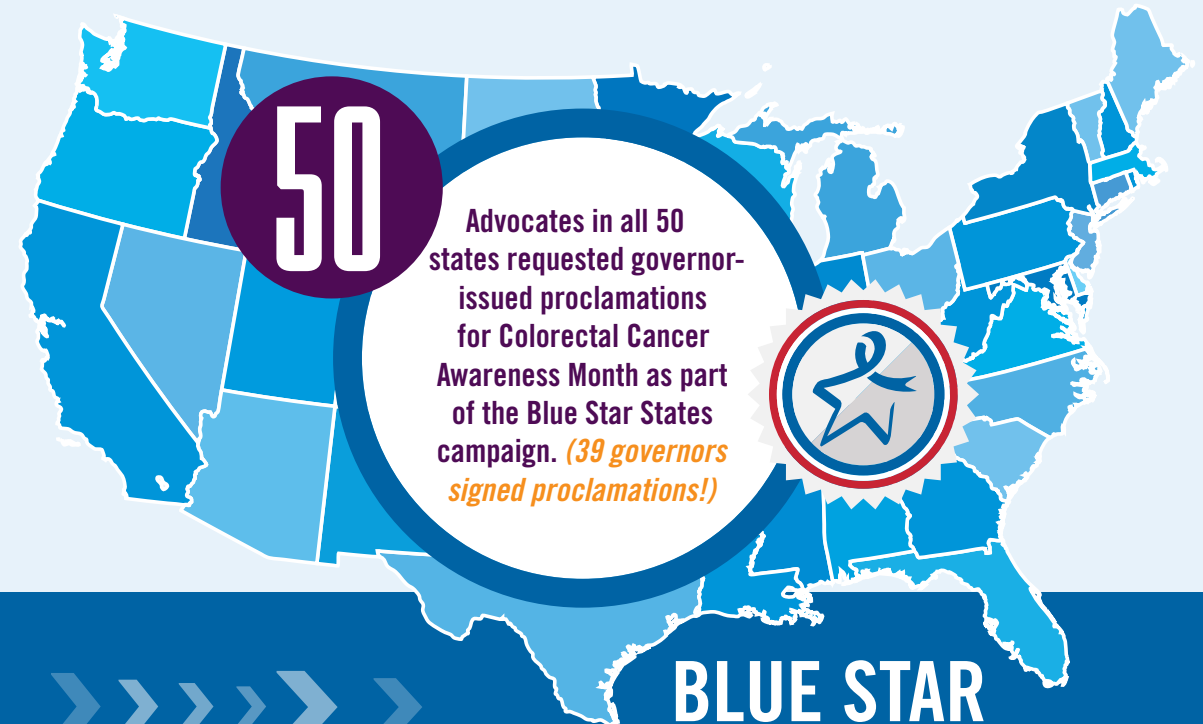 50
Advocates in all 50
states requested governor-
issued proclamations
for Colorectal Cancer
Awareness Month as part
of the Blue Star States
campaign. (39 governors
signed proclamations!)
BLUE STAR